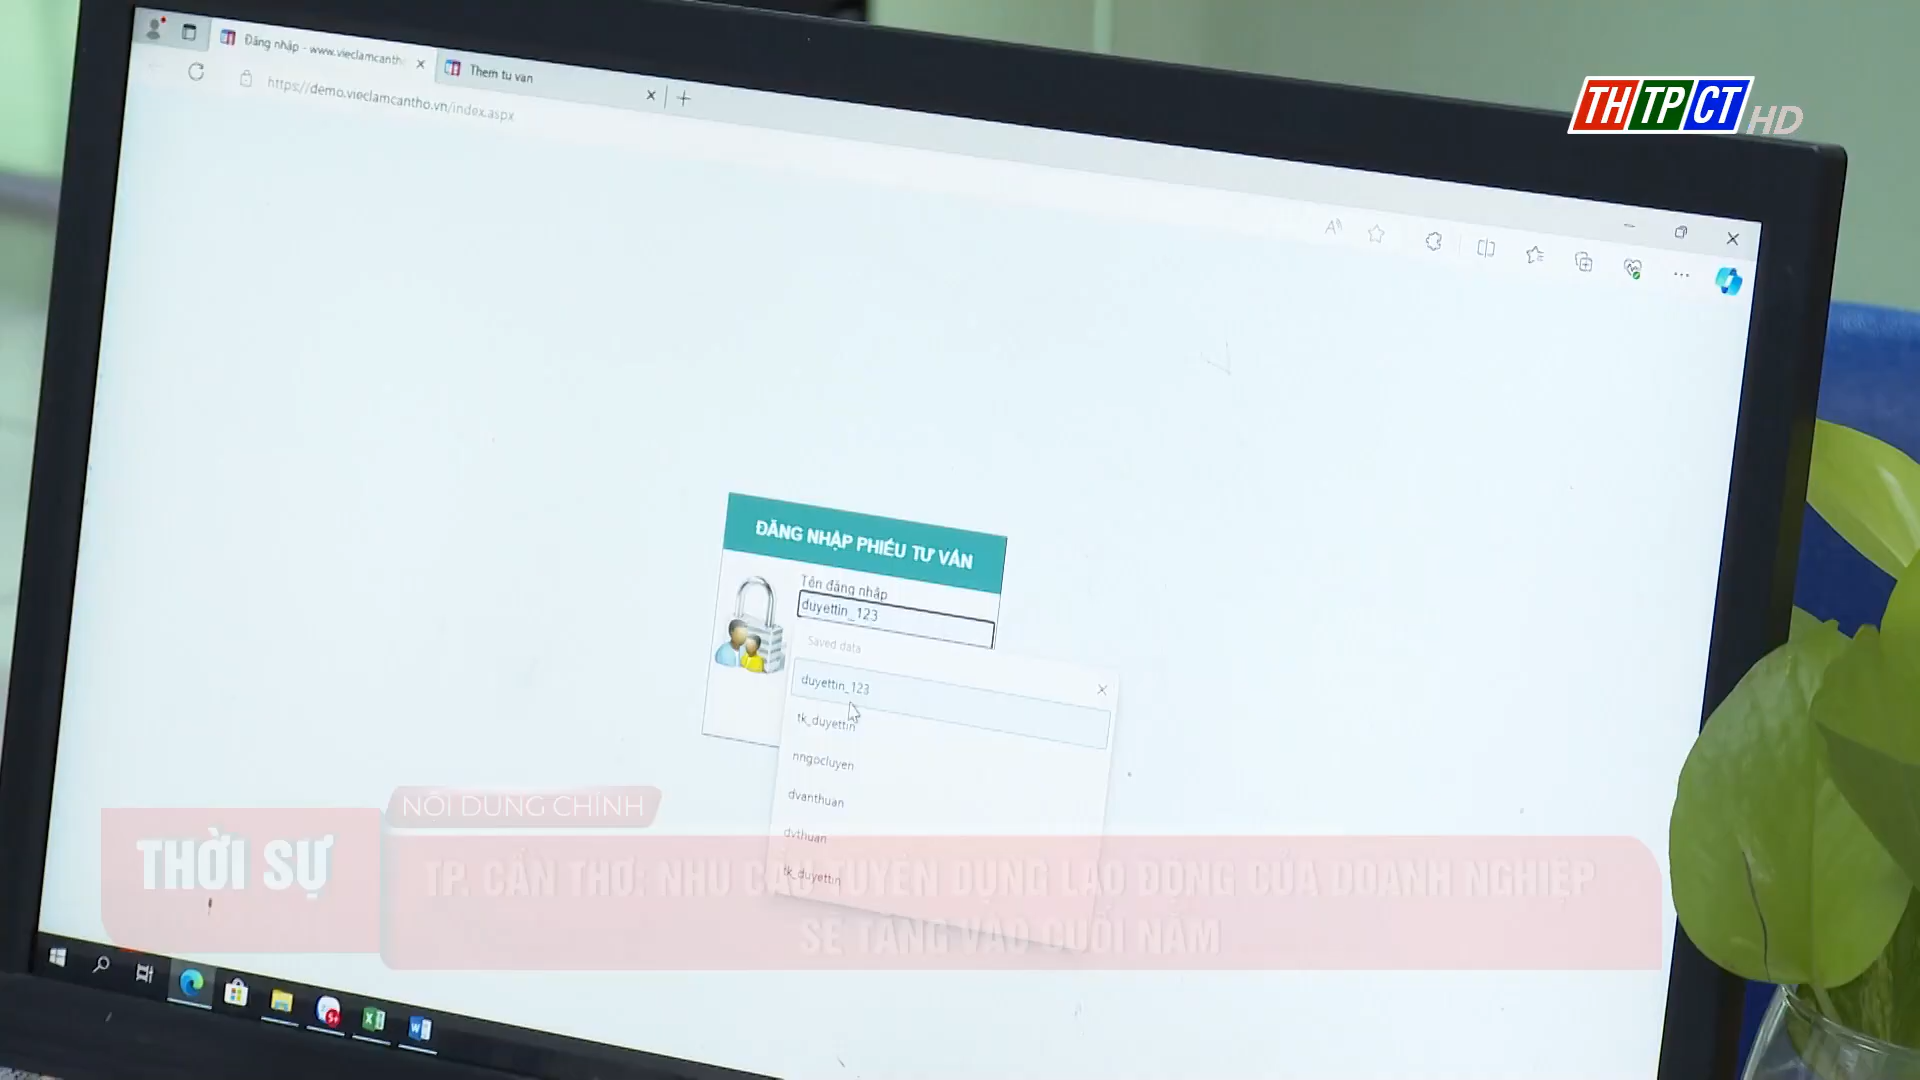 Đăng nhập - www.vieclamcanth
Them tu van
https://demo.vieclamcantho.vn/index.aspx
THTPCT HD
ĐĂNG NHẬP PHIẾU TƯ VẤN
Tên đăng nhập
duyettin_123
Saved data
duyettin_123
tk_duyettin
nngocluyen
dvanthuan
dvthuan
tk_duyettin
NỘI DUNG CHÍNH
THỜI SỰ
TP. CẦN THƠ: NHU CẦU TUYỂN DỤNG LAO ĐỘNG CỦA DOANH NGHIỆP
SẼ TĂNG VÀO CUỐI NĂM